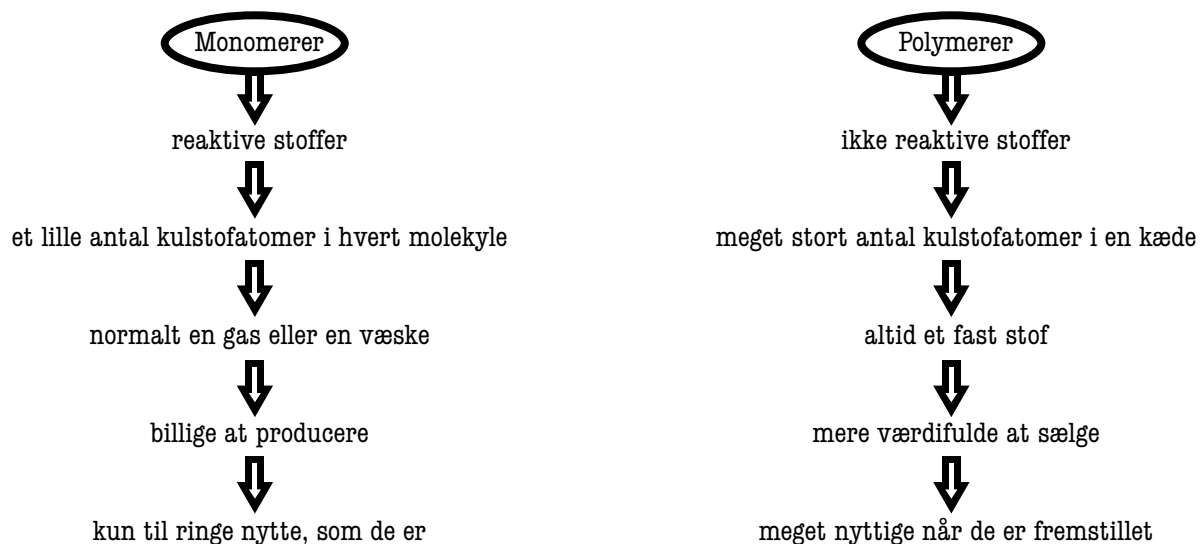 Monomerer
reaktive stoffer
et lille antal kulstofatomer i hvert molekyle
normalt en gas eller en væske
billige at producere
kun til ringe nytte, som de er
Polymerer
ikke reaktive stoffer
meget stort antal kulstofatomer i en kæde
altid et fast stof
mere værdifulde at sælge
meget nyttige når de er fremstillet